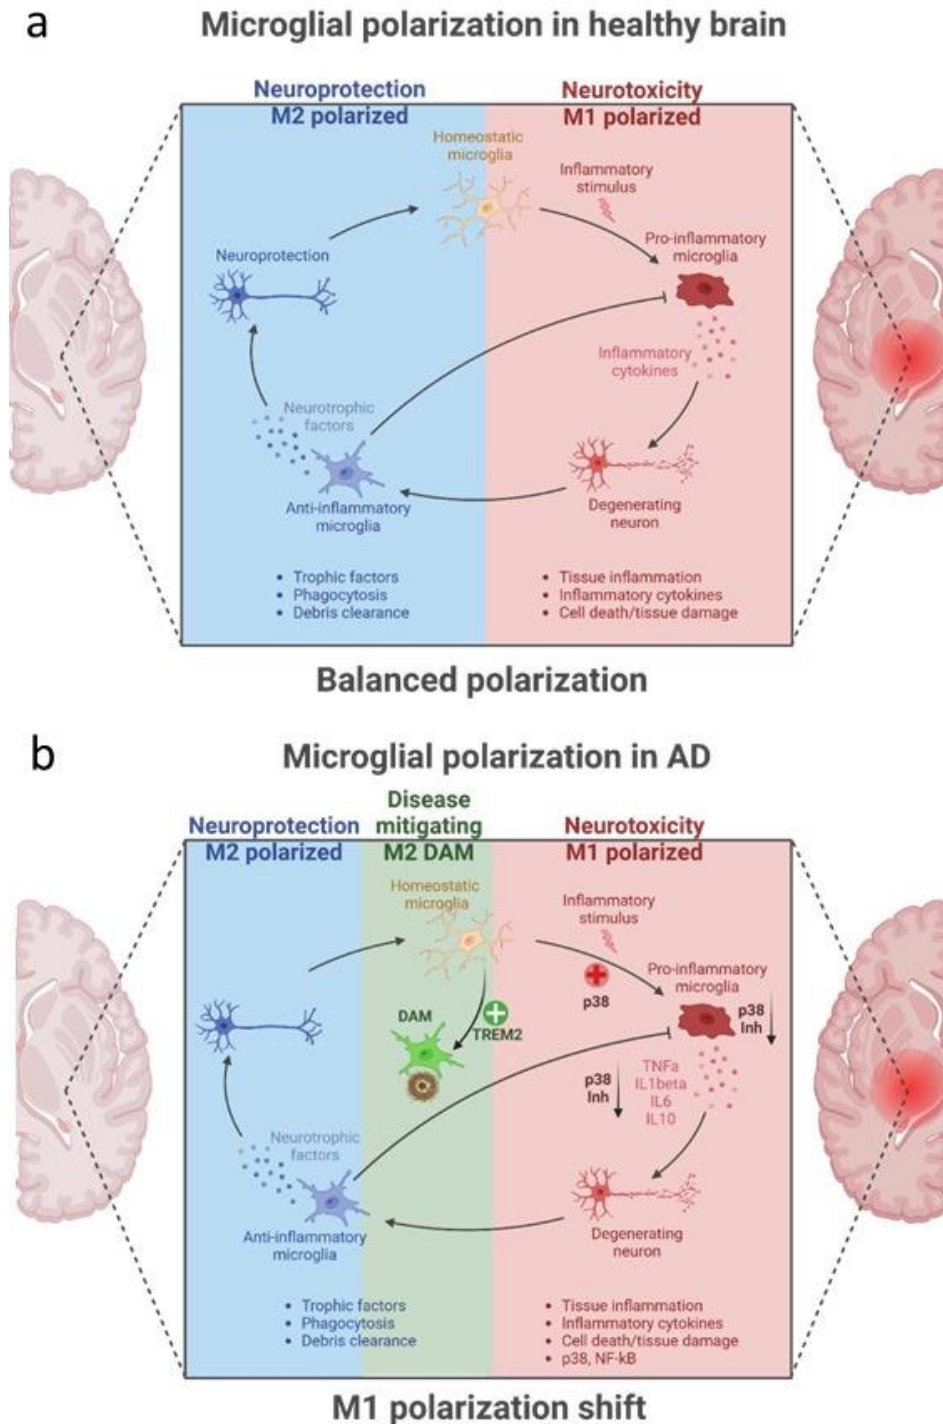 a
Microglial polarization in healthy brain
Neuroprotection
M2 polarized
Neurotoxicity
M1 polarized
Homeostatic
microglia
Inflammatory
stimulus
Neuroprotection
Pro-inflammatory
microglia
Inflammatory
cytokines
Neurotrophic
factors
Anti-inflammatory
microglia
Degenerating
neuron
• Trophic factors
• Phagocytosis
• Debris clearance
• Tissue inflammation
• Inflammatory cytokines
• Cell death/tissue damage
Balanced polarization
b
Microglial polarization in AD
Neuroprotection
M2 polarized
Disease
mitigating
M2 DAM
Neurotoxicity
M1 polarized
Homeostatic
microglia
Inflammatory
stimulus
p38
Pro-inflammatory
microglia
p38
Inh
DAM
TREM2
p38
Inh
TNFa
IL1beta
IL6
IL10
Neurotrophic
factors
Anti-inflammatory
microglia
Degenerating
neuron
• Trophic factors
• Phagocytosis
• Debris clearance
• Tissue inflammation
• Inflammatory cytokines
• Cell death/tissue damage
• p38, NF-kB
M1 polarization shift